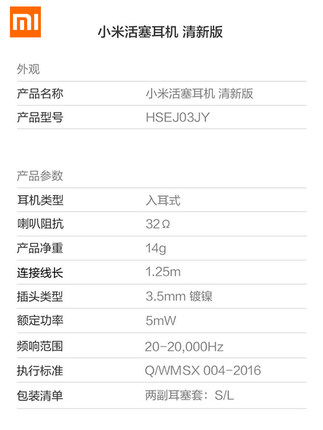 mi
小米活塞耳机 清新版
外观
产品名称 小米活塞耳机 清新版
产品型号 HSEJ03JY
产品参数
耳机类型 入耳式
喇叭阻抗 32Ω
产品净重 14g
连接线长 1.25m
插头类型 3.5mm 镀镍
额定功率 5mW
频响范围 20-20,000Hz
执行标准 Q/WMSX 004-2016
包装清单 两副耳塞套：S/L